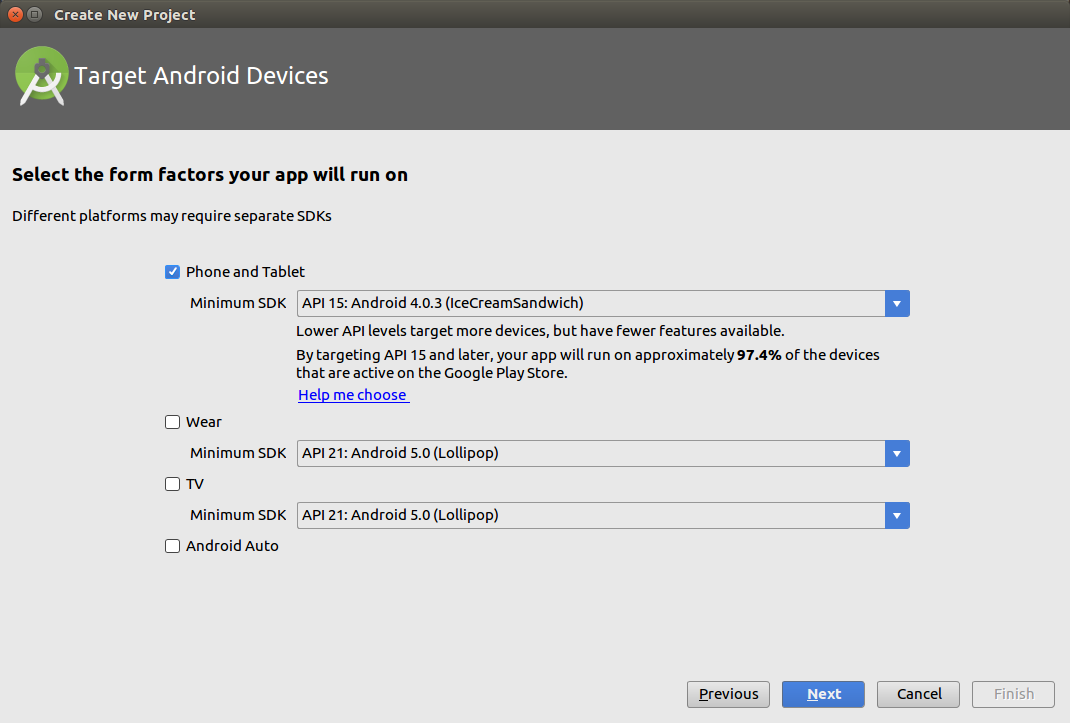 Create New Project
Target Android Devices
Select the form factors your app will run on
Different platforms may require separate SDKs
Phone and Tablet
Minimum SDK API 15: Android 4.0.3 (IceCreamSandwich)
Lower API levels target more devices, but have fewer features available.
By targeting API 15 and later, your app will run on approximately 97.4% of the devices
that are active on the Google Play Store.
Help me choose
Wear
Minimum SDK API 21: Android 5.0 (Lollipop)
TV
Minimum SDK API 21: Android 5.0 (Lollipop)
Android Auto
Previous Next Cancel Finish